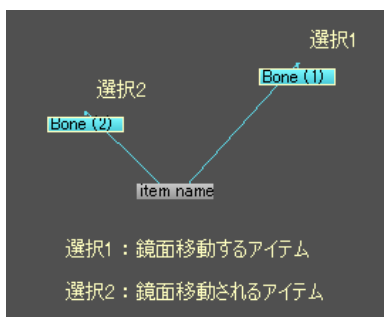 選択1
Bone (1)
選択2
Bone (2)
item name
選択1：鏡面移動するアイテム
選択2：鏡面移動されるアイテム